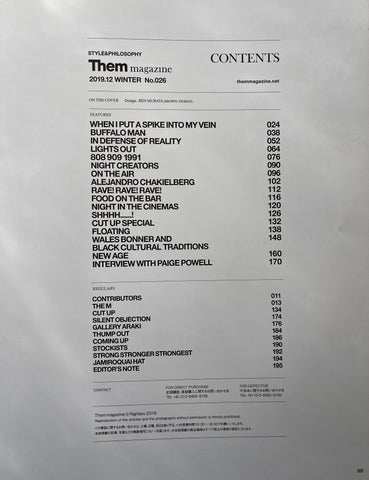 STYLE&PHILOSOPHY
Them magazine
CONTENTS
2019.12 WINTER No.026
themmagazine.net
ON THE COVER Design_REN MURATA (BROWN DESIGN)
FEATURES
WHEN I PUT A SPIKE INTO MY VEIN 024
BUFFALO MAN 038
IN DEFENSE OF REALITY 052
LIGHTS OUT 064
808 909 1991 076
NIGHT CREATORS 090
ON THE AIR 096
ALEJANDRO CHAKIELBERG 102
RAVE! RAVE! RAVE! 112
FOOD ON THE BAR 116
NIGHT IN THE CINEMAS 120
SHHHH......! 126
CUT UP SPECIAL 132
FLOATING 138
WALES BONNER AND 148
BLACK CULTURAL TRADITIONS
NEW AGE 160
INTERVIEW WITH PAIGE POWELL 170
REGULARS
CONTRIBUTORS 011
THE M 013
CUT UP 134
SILENT OBJECTION 174
GALLERY ARAKI 176
THUMP OUT 184
COMING UP 186
STOCKISTS 190
STRONG STRONGER STRONGEST 192
JAMIROQUAI HAT 194
EDITOR'S NOTE 195
CONTACT
FOR DIRECT PURCHASE
FOR DEFECTIVE
Them magazine © Righters 2019
Reproduction of the articles and the photographs without permission is strictly prohibited.